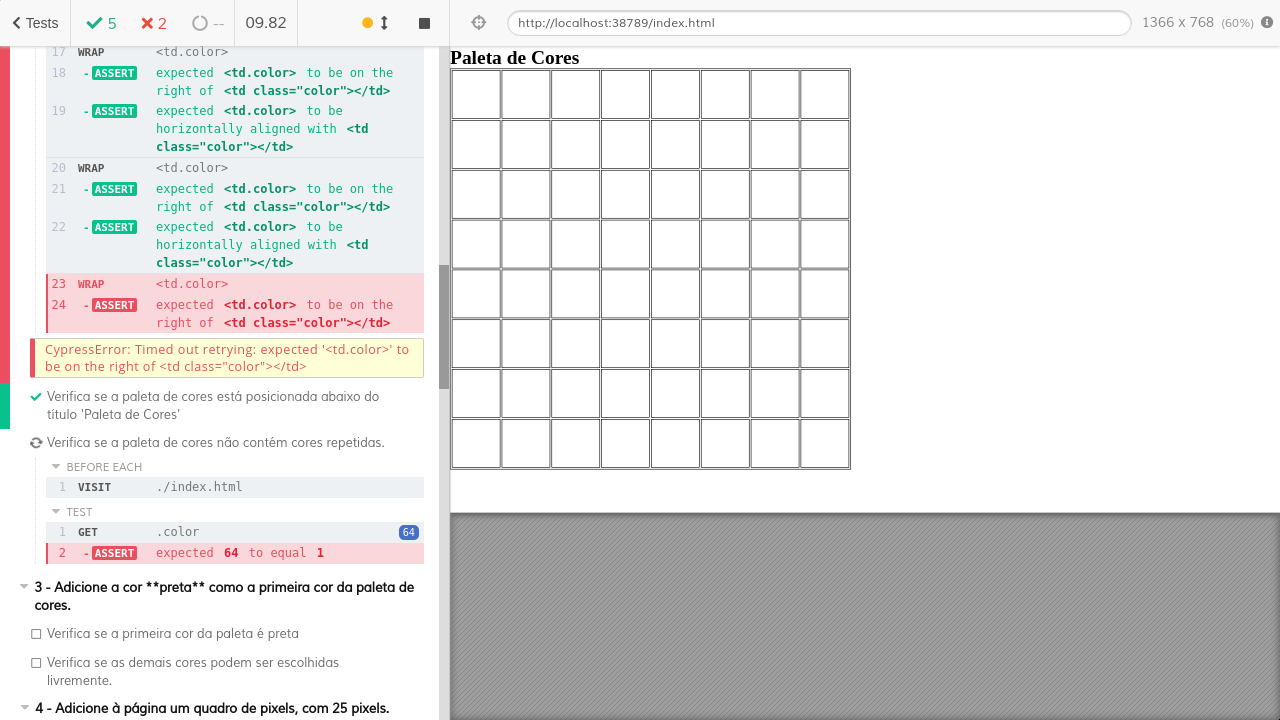 Tests 5 2 -- 09.82 http://localhost:38789/index.html 1366 x 768 (60%)
17 WRAP <td.color>
18 -ASSERT expected <td.color> to be on the
right of <td class="color"></td>
19 -ASSERT expected <td.color> to be
horizontally aligned with <td
class="color"></td>
20 WRAP <td.color>
21 -ASSERT expected <td.color> to be on the
right of <td class="color"></td>
22 -ASSERT expected <td.color> to be
horizontally aligned with <td
class="color"></td>
23 WRAP <td.color>
24 -ASSERT expected <td.color> to be on the
right of <td class="color"></td>
CypressError: Timed out retrying: expected '<td.color>' to
be on the right of <td class="color"></td>
Verifica se a paleta de cores está posicionada abaixo do
título 'Paleta de Cores'
Verifica se a paleta de cores não contém cores repetidas.
BEFORE EACH
1 VISIT ./index.html
TEST
1 GET .color 64
2 -ASSERT expected 64 to equal 1
3 - Adicione a cor **preta** como a primeira cor da paleta de
cores.
Verifica se a primeira cor da paleta é preta
Verifica se as demais cores podem ser escolhidas
livremente.
4 - Adicione à página um quadro de pixels, com 25 pixels.
Paleta de Cores